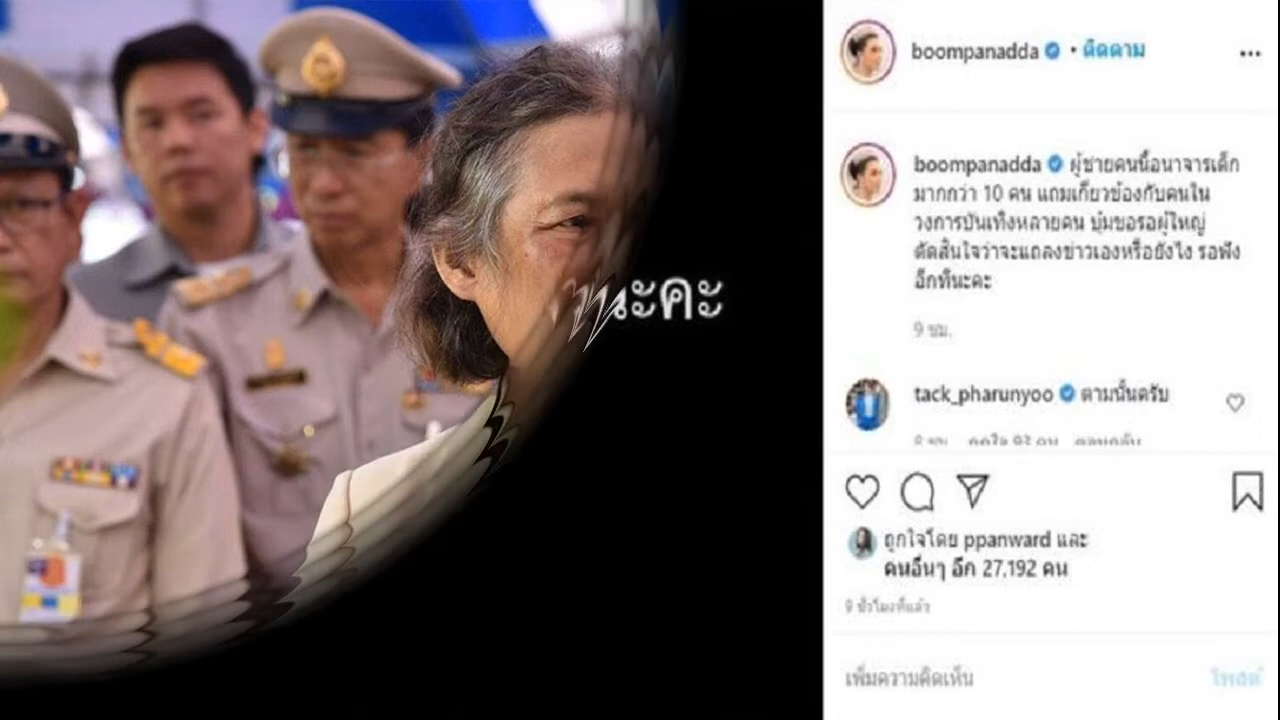 นะคะ
boompanadda • ติดตาม
boompanadda ผู้ชายคนนี้อนาจารเด็ก
มากกว่า 10 คน แถมเกี่ยวข้องกับคนใน
วงการบันเทิงหลายคน บุ๋มขอรอผู้ใหญ่
ตัดสินใจว่าจะแถลงข่าวเองหรือยังไง รอฟัง
อีกทีนะคะ
9 ชม.
tack_pharunyoo ตามนั้นครับ
ถูกใจโดย ppanward และ
คนอื่นๆ อีก 27,192 คน
9 ชั่วโมงที่แล้ว
เพิ่มความคิดเห็น
โพสต์